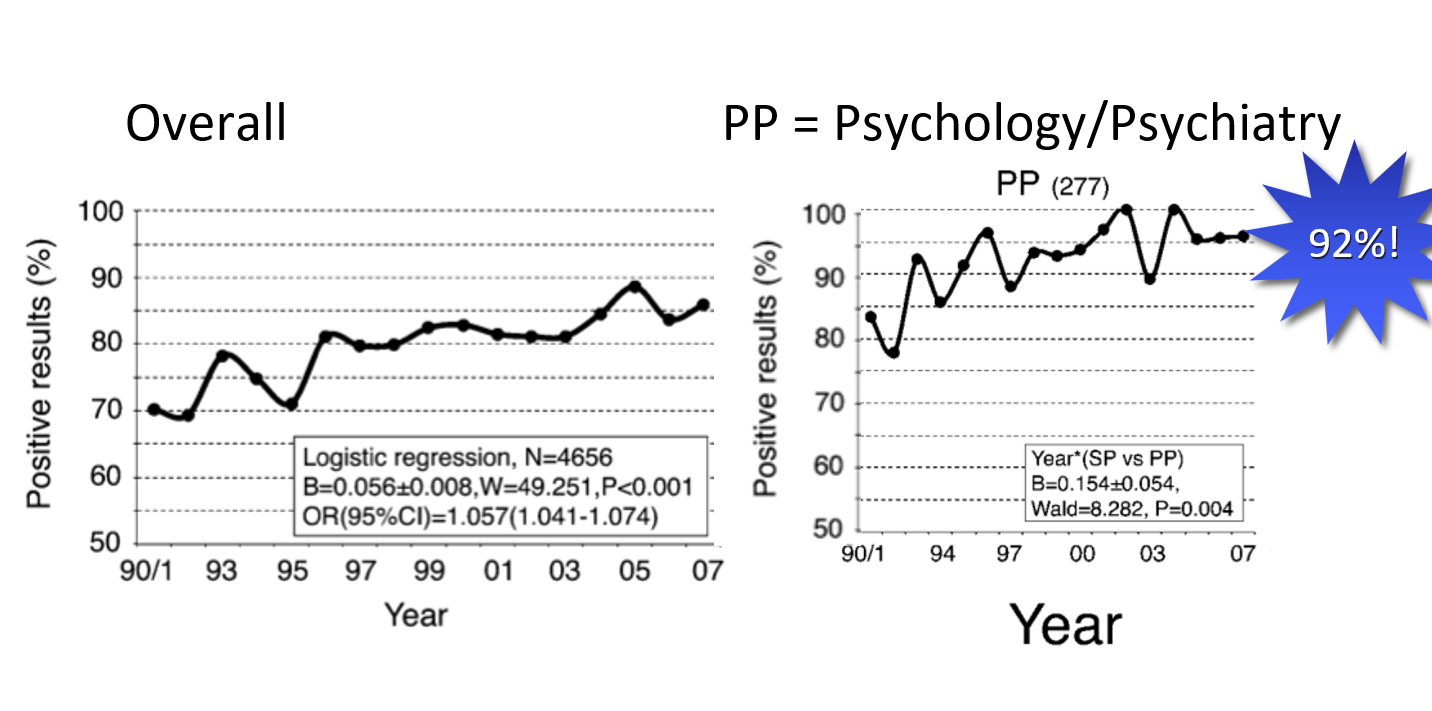 Overall
PP = Psychology/Psychiatry
Positive results (%)
100
90
80
70
60
50
Logistic regression, N=4656
B=0.056±0.008,W=49.251,P<0.001
OR(95%CI)=1.057(1.041-1.074)
90/1 93 95 97 99 01 03 05 07
Year
PP (277)
92%!
Positive results (%)
100
90
80
70
60
50
Year*(SP vs PP)
B=0.154±0.054,
Wald=8.282, P=0.004
90/1 94 97 00 03 07
Year